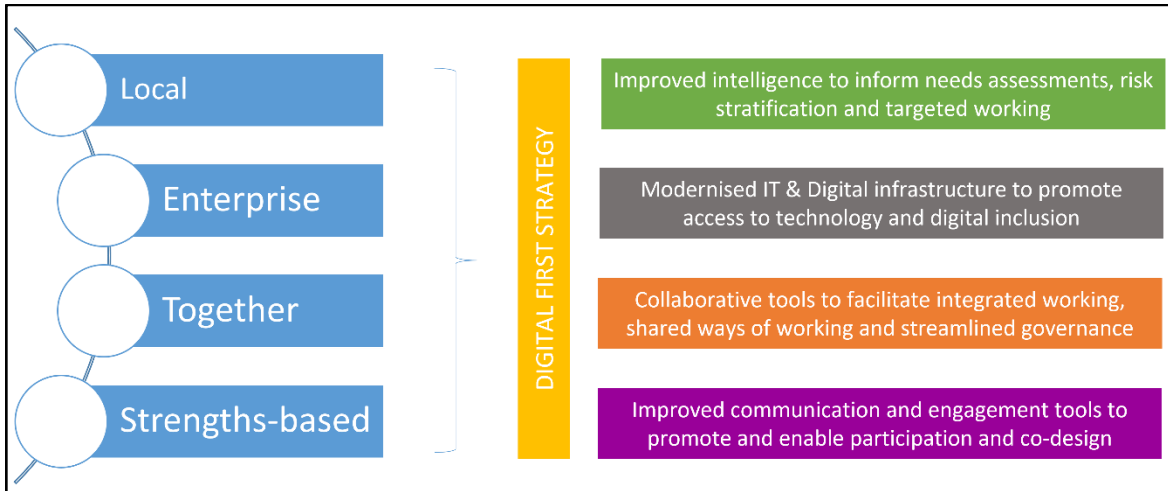 Local
Enterprise
Together
Strengths-based
DIGITAL FIRST STRATEGY
Improved intelligence to inform needs assessments, risk
stratification and targeted working
Modernised IT & Digital infrastructure to promote
access to technology and digital inclusion
Collaborative tools to facilitate integrated working,
shared ways of working and streamlined governance
Improved communication and engagement tools to
promote and enable participation and co-design